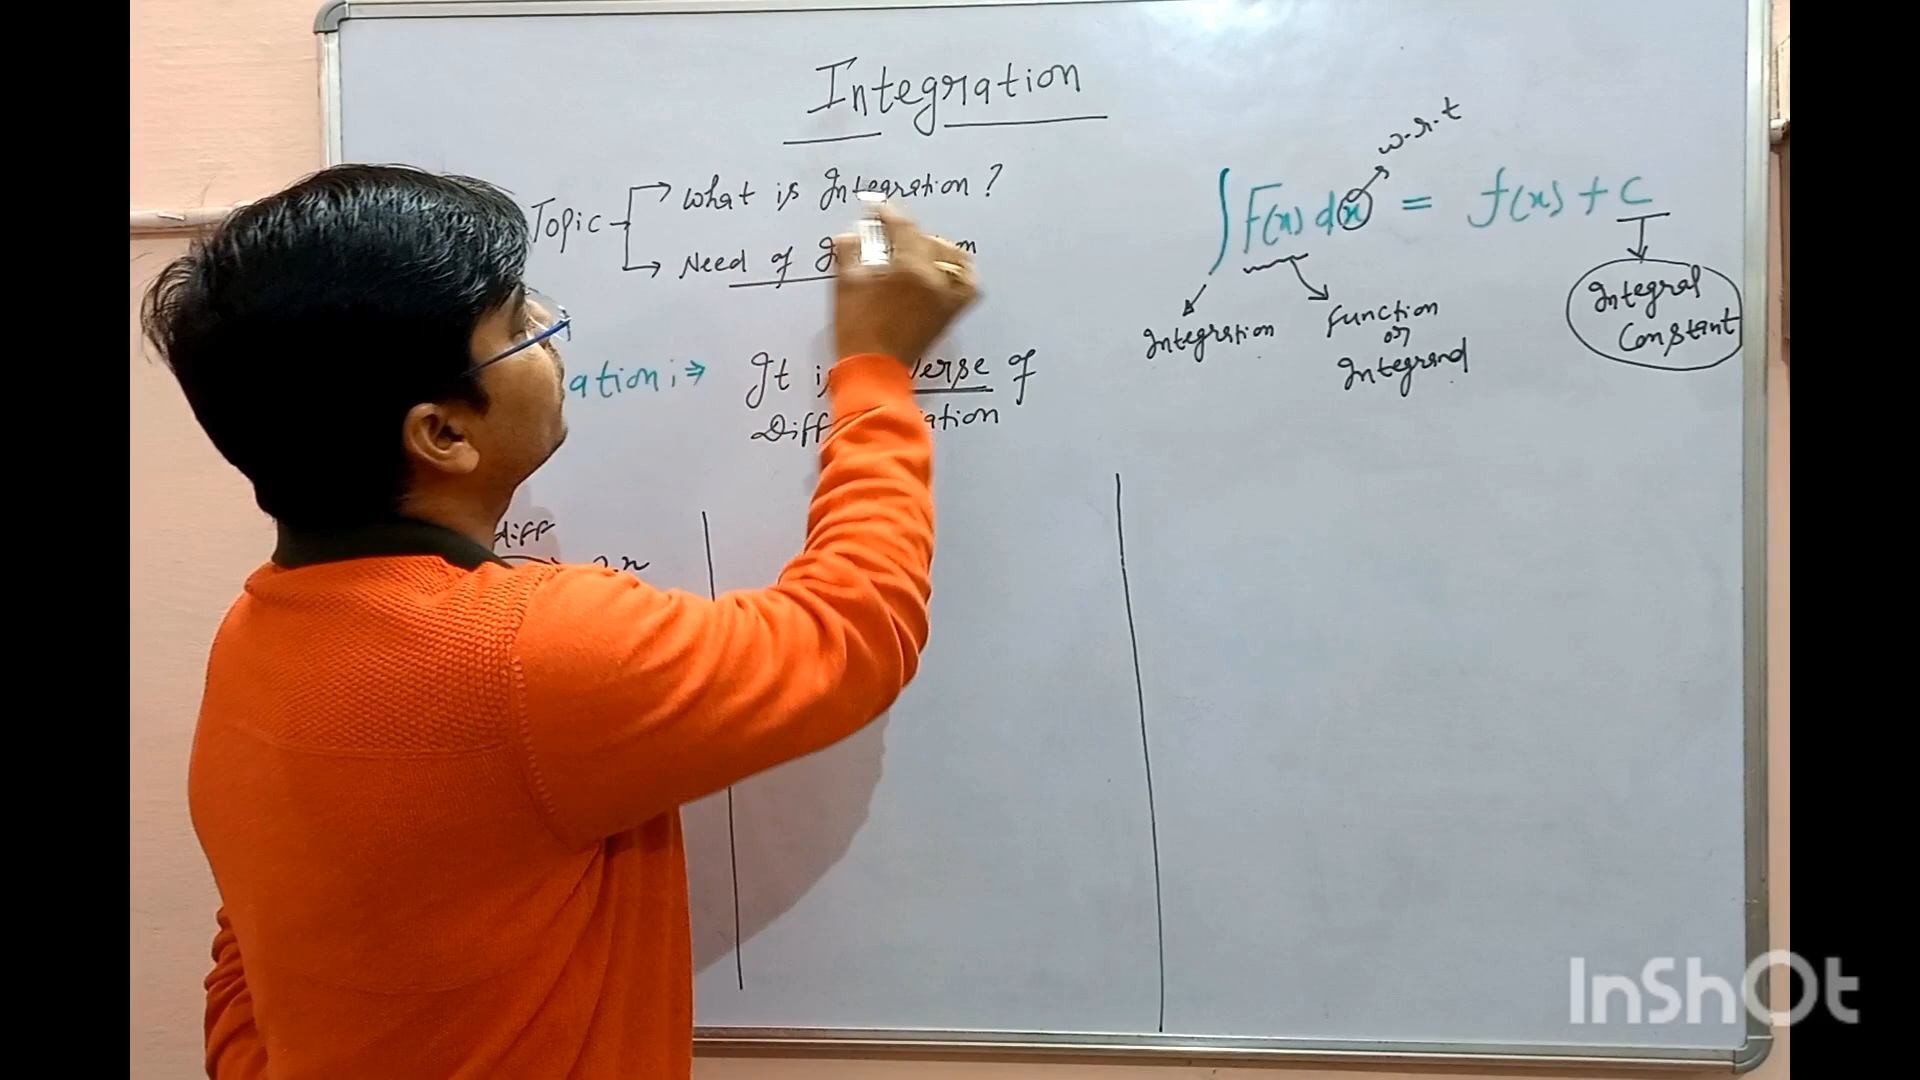 Integration
Topic → What is Integration?
→ Need of
w.r.t
∫F(x) dx = f(x) + C
Integration
Function
or
Integrand
Integral
Constant
ation ; ⇒ It is verse of
Diff ation
diff
2x
InShOt